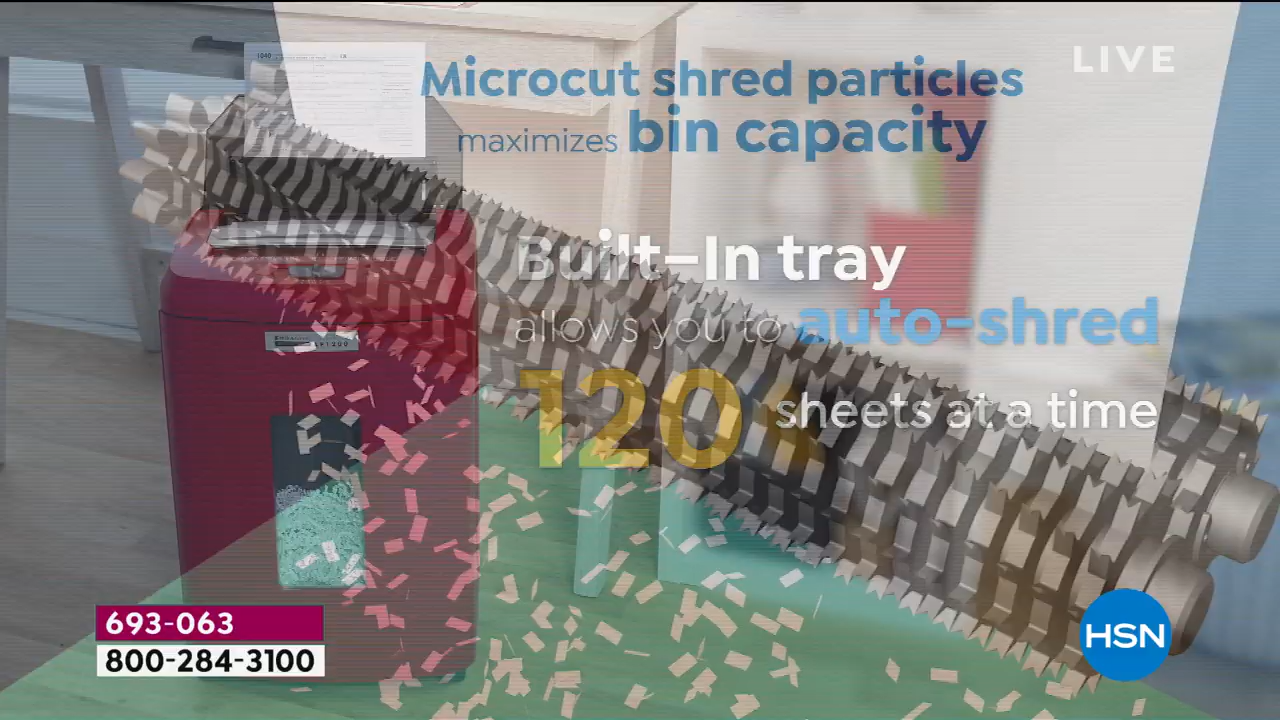 LIVE
Microcut shred particles
maximizes bin capacity
Built-In tray
allows you to auto-shred
120 sheets at a time
1040
693-063
800-284-3100
HSN